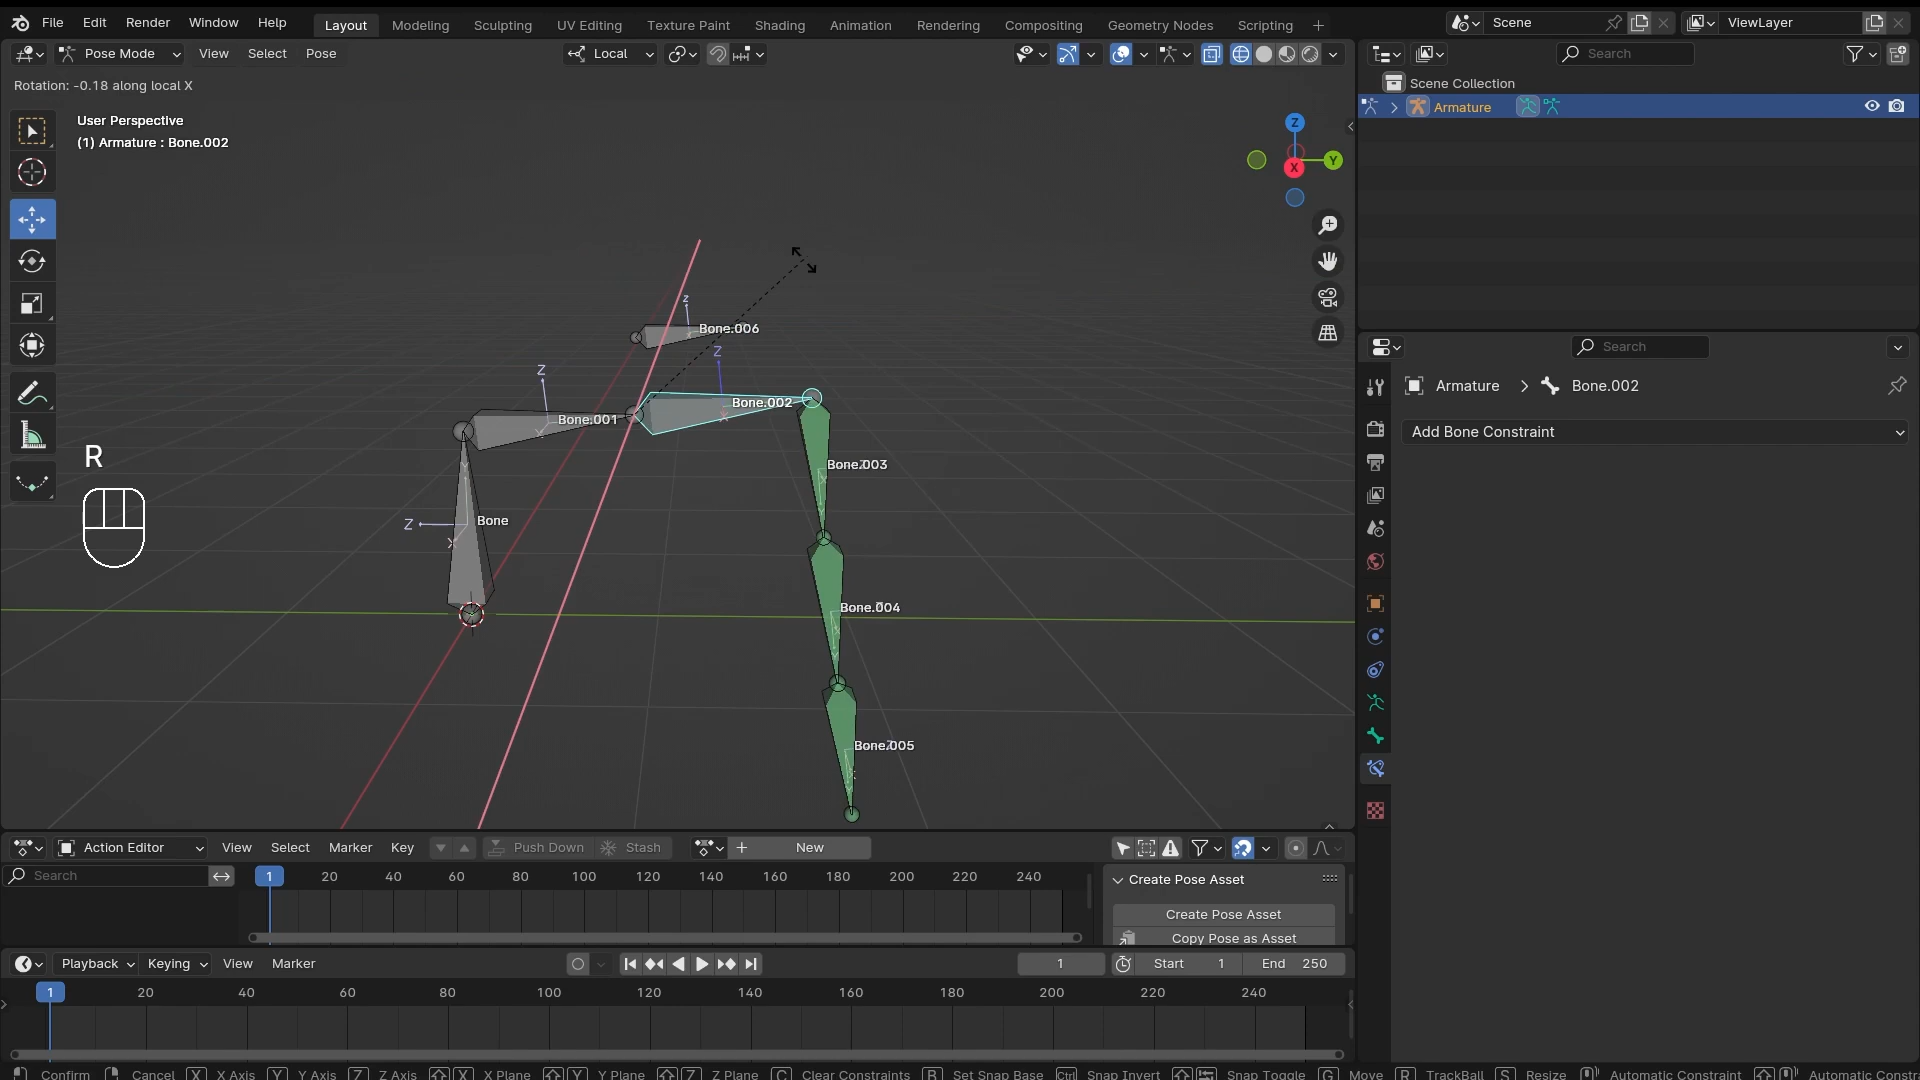 File Edit Render Window Help Layout Modeling Sculpting UV Editing Texture Paint Shading Animation Rendering Compositing Geometry Nodes Scripting + Scene ViewLayer
Pose Mode View Select Pose Local Search
Rotation: -0.18 along local X
Scene Collection
Armature
User Perspective
(1) Armature : Bone.002
Z
Y
X
Z
Bone.006
Z
Search
Z
Armature > Bone.002
Bone.002
Bone.001
Add Bone Constraint
Y
X
R
Bone.003
Z Bone
X
Bone.004
Bone.005
Action Editor View Select Marker Key Push Down Stash + New
Search 1 20 40 60 80 100 120 140 160 180 200 220 240 Create Pose Asset
Create Pose Asset
Copy Pose as Asset
Playback Keying View Marker 1 Start 1 End 250
1 20 40 60 80 100 120 140 160 180 200 220 240
Confirm Cancel X X Axis Y Y Axis Z Z Axis X X Plane Y Y Plane Z Z Plane C Clear Constraints B Set Snap Base Ctrl Snap Invert Snap Toggle G Move R TrackBall S Resize Automatic Constraint Automatic Constra